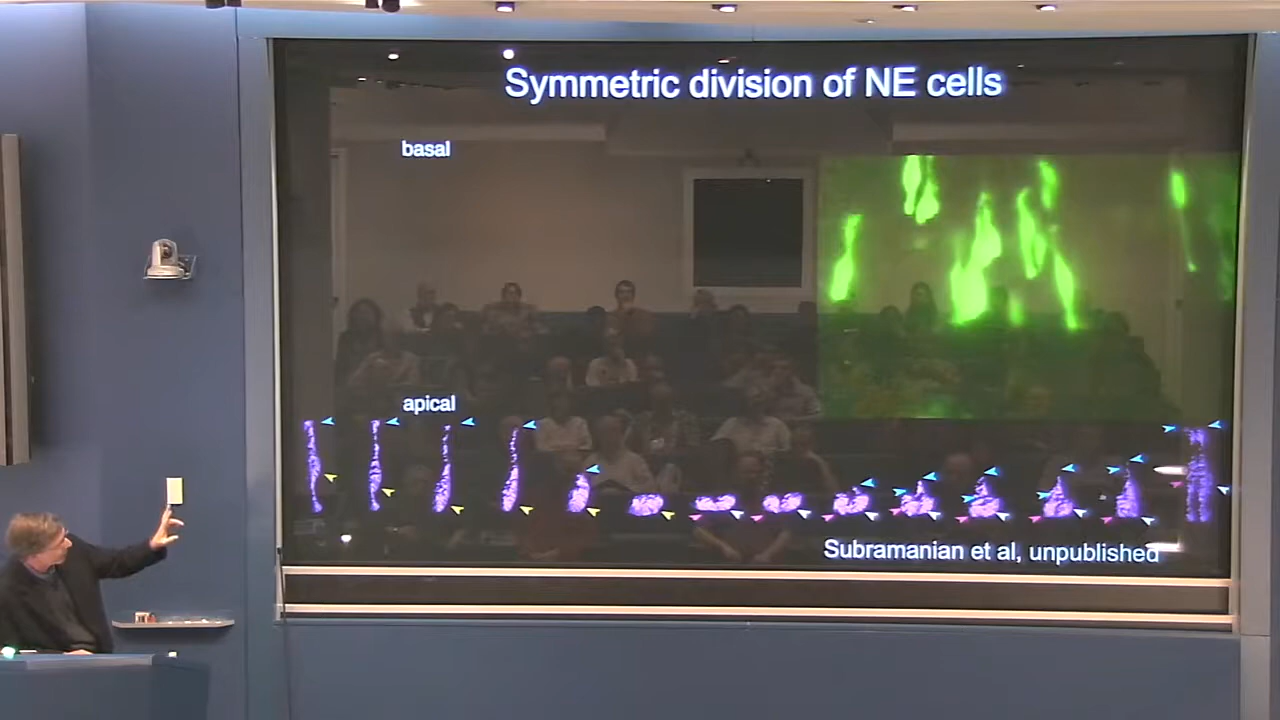 Symmetric division of NE cells
basal
apical
Subramanian et al, unpublished